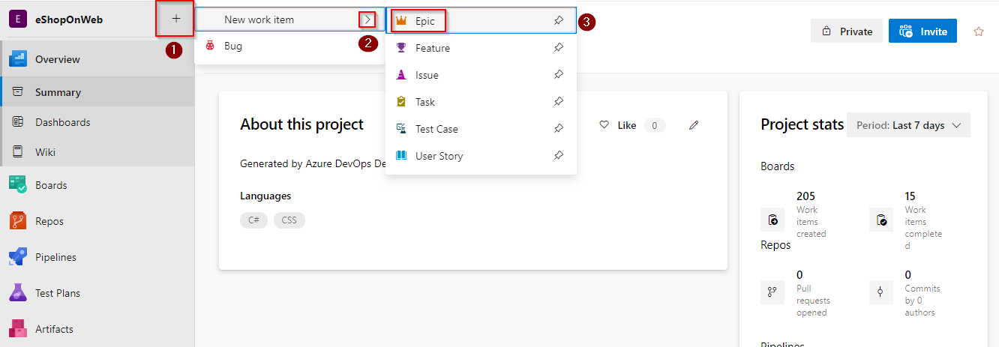 E eShopOnWeb +
1
New work item
2
Bug
Epic
3
Feature
Issue
Task
Test Case
User Story
Private
Invite
Overview
Summary
Dashboards
Wiki
Boards
Repos
Pipelines
Test Plans
Artifacts
About this project
Like 0
Generated by Azure DevOps De
Languages
C# CSS
Project stats
Period: Last 7 days
Boards
205
Work
items
created
15
Work
items
complete
d
Repos
0
Pull
requests
opened
0
Commits
by 0
authors
Pipelines